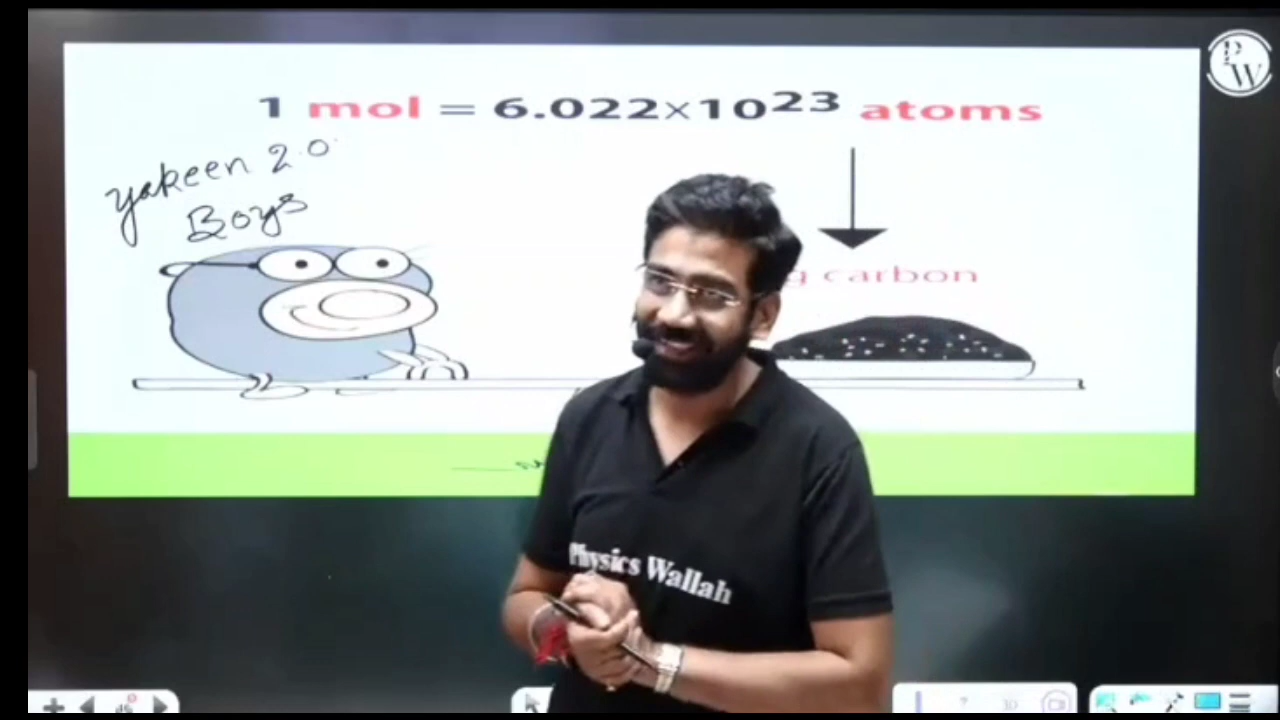 P
W
1 mol = 6.022×10²³ atoms
yakeen 2.0
Boys
g carbon
Physics Wallah